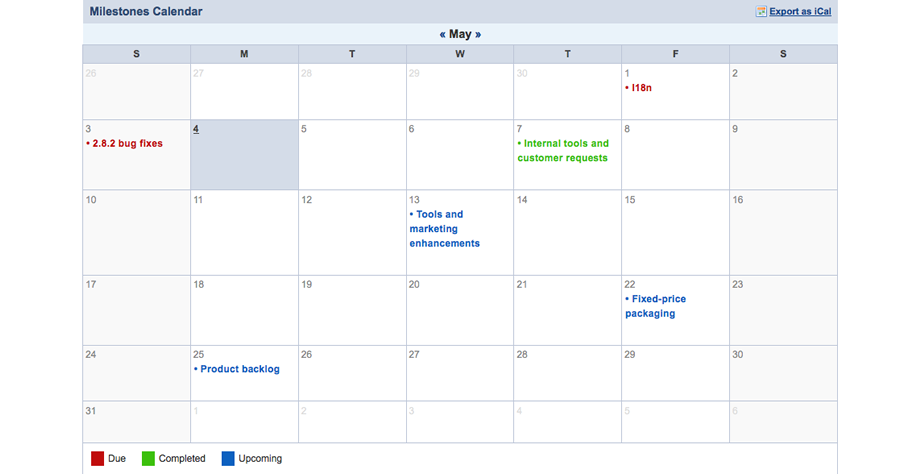 Milestones Calendar
Export as iCal
« May »
S M T W T F S
26 27 28 29 30 1 2
• I18n
3 4 5 6 7 8 9
• 2.8.2 bug fixes
• Internal tools and
customer requests
10 11 12 13 14 15 16
• Tools and
marketing
enhancements
17 18 19 20 21 22 23
• Fixed-price
packaging
24 25 26 27 28 29 30
• Product backlog
31 1 2 3 4 5 6
Due Completed Upcoming